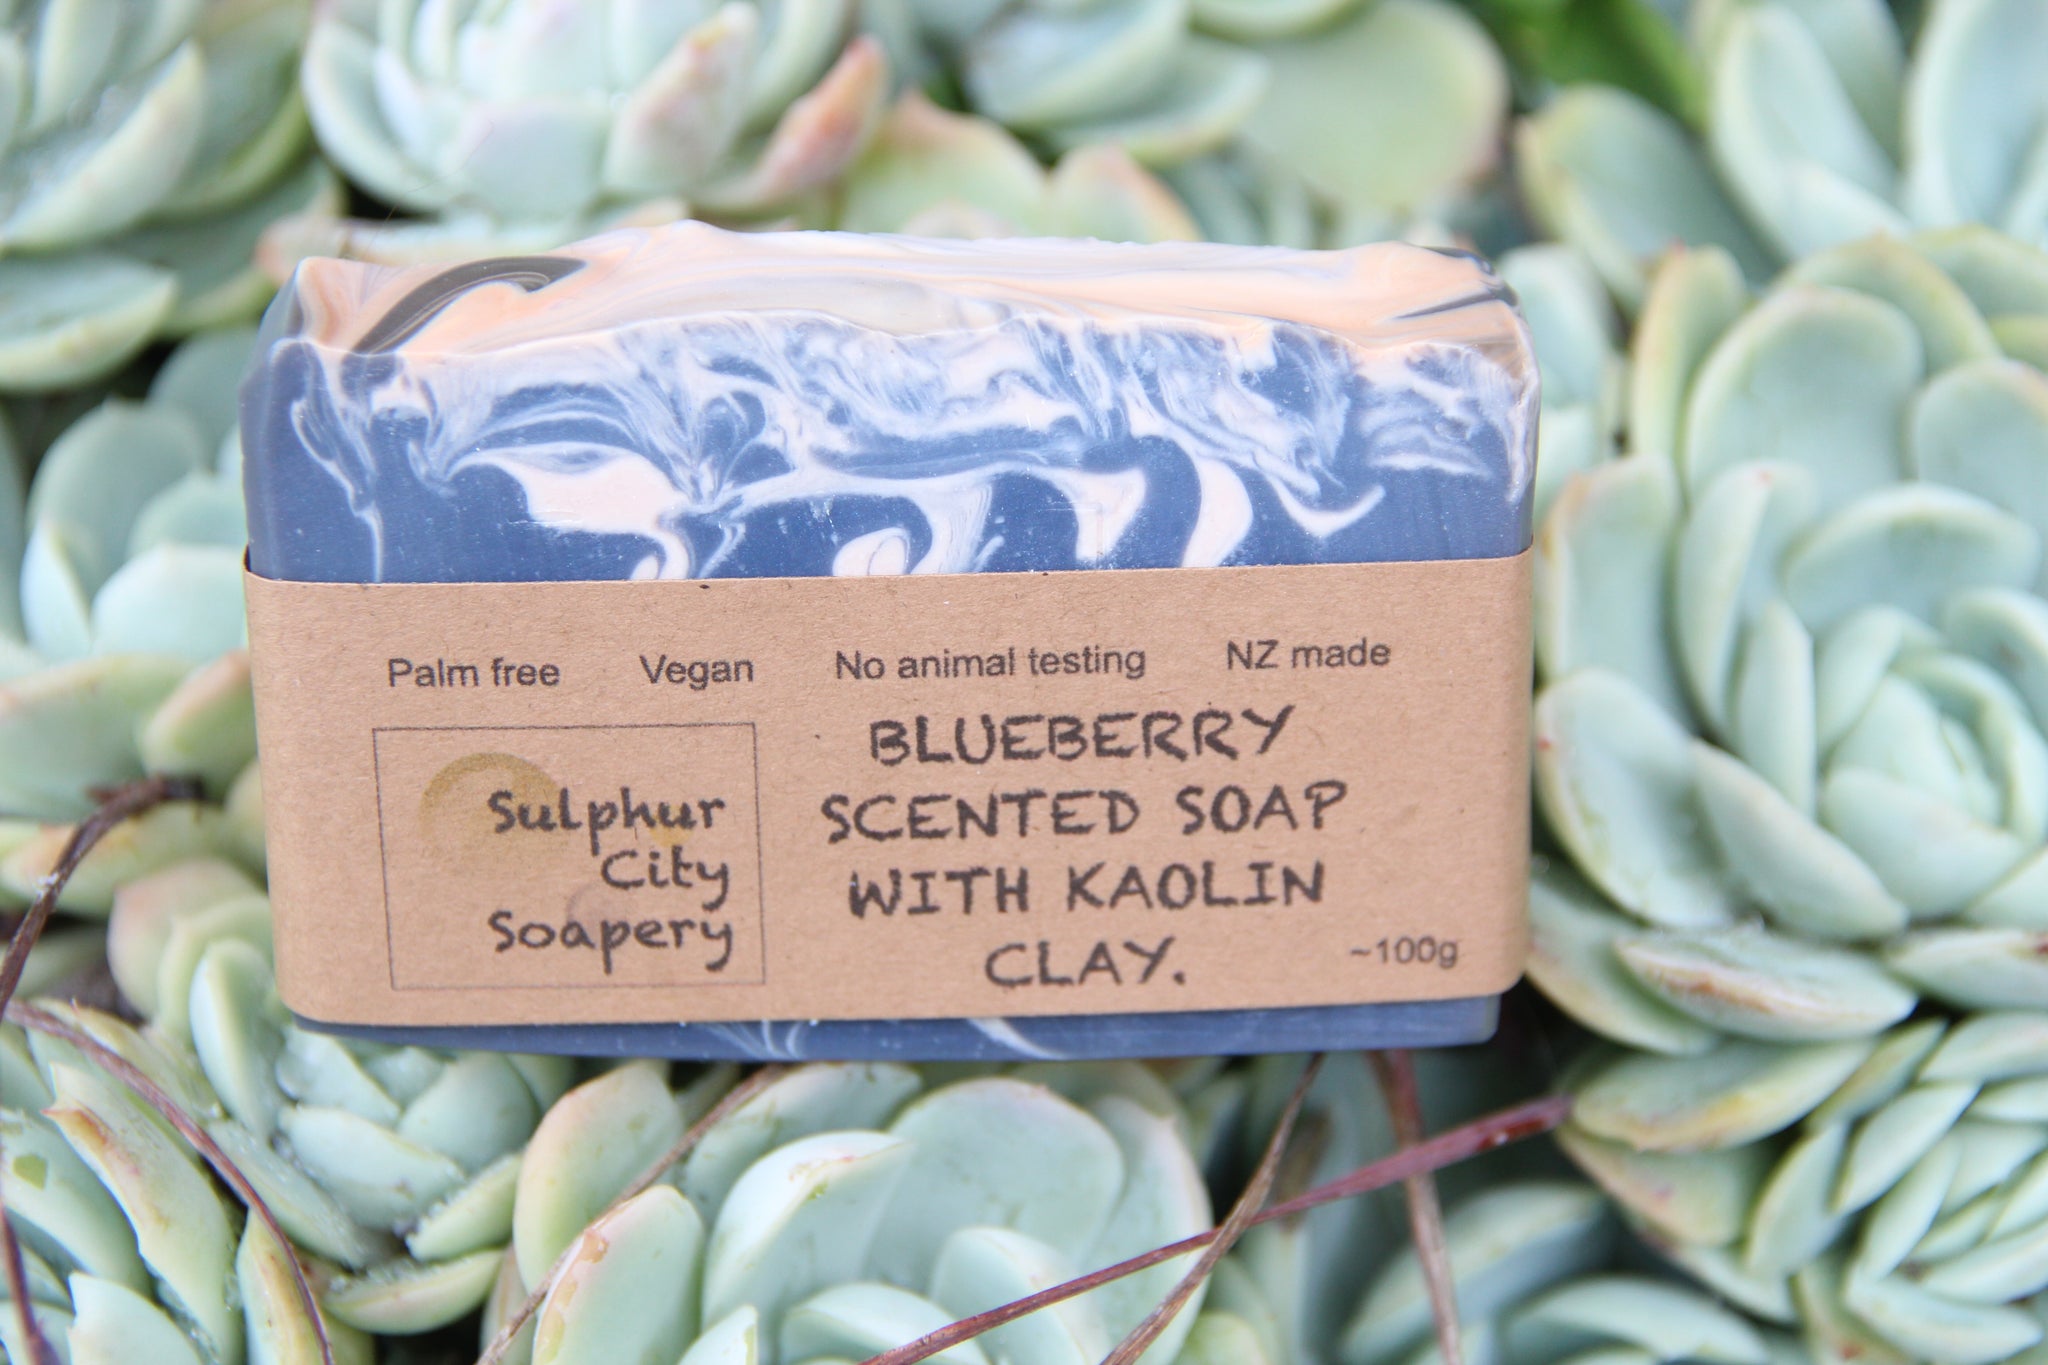 Palm free Vegan No animal testing NZ made
Sulphur
City
Soapery
BLUEBERRY
SCENTED SOAP
WITH KAOLIN
CLAY.
~100g